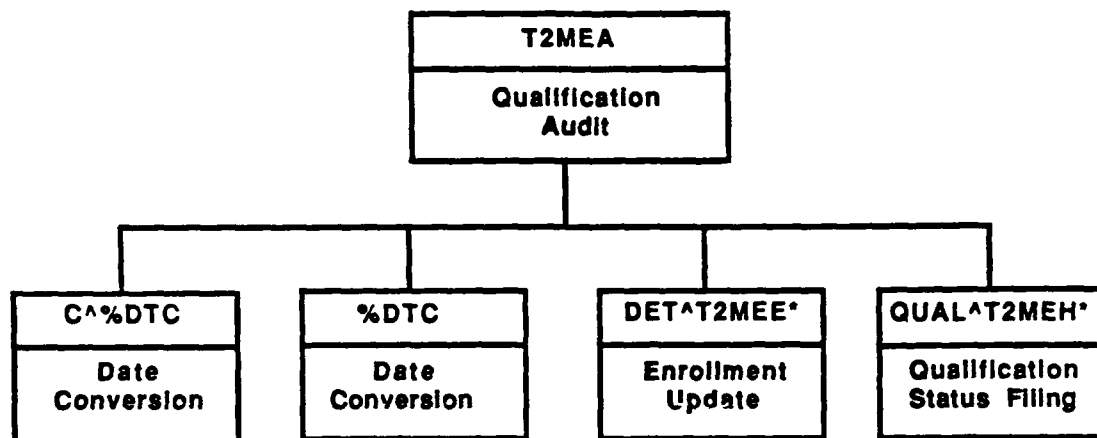 T2MEA
Qualification
Audit
C^%DTC
%DTC
DET^T2MEE*
QUAL^T2MEH*
Date
Conversion
Date
Conversion
Enrollment
Update
Qualification
Status Filing